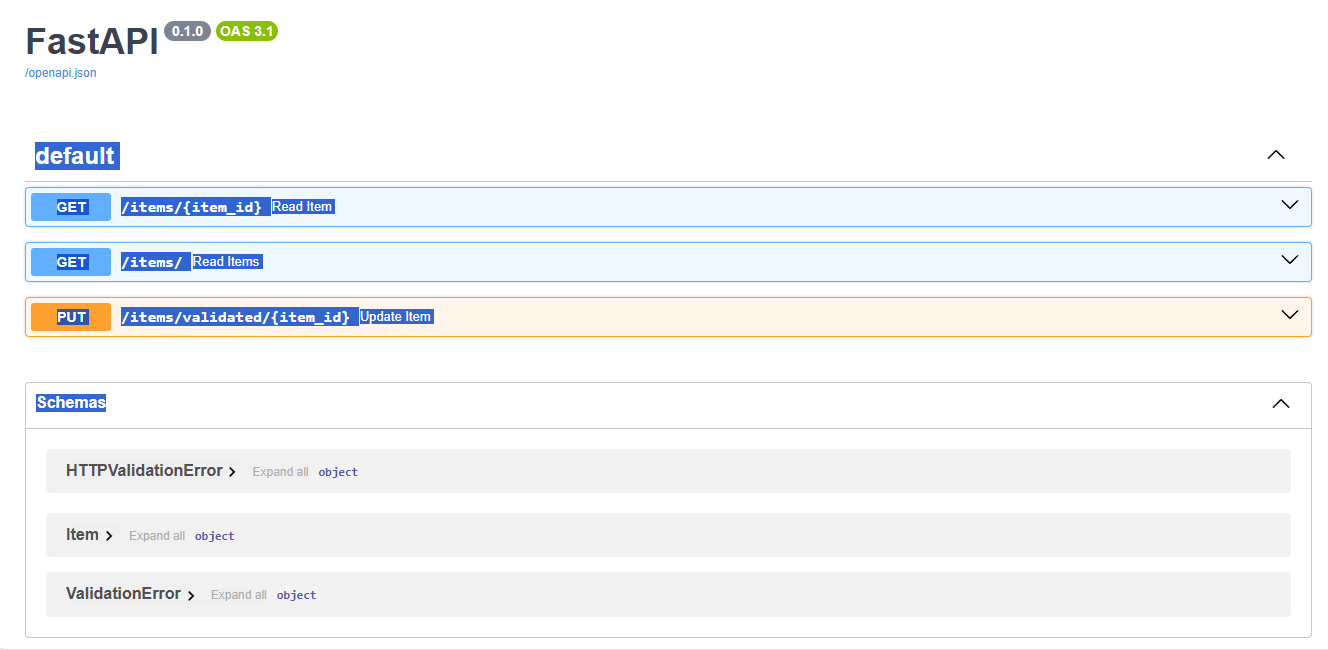 FastAPI 0.1.0 OAS 3.1
/openapi.json
default
GET /items/{item_id} Read Item
GET /items/ Read Items
PUT /items/validated/{item_id} Update Item
Schemas
HTTPValidationError Expand all object
Item Expand all object
ValidationError Expand all object